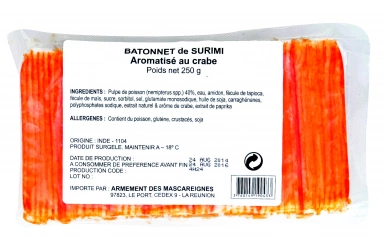 BATONNET de SURIMI
Aromatisé au crabe
Poids net 250 g
INGREDIENTS : Pulpe de poisson (nemipterus spp.) 40%, eau, amidon, fécule de tapioca,
fécule de maïs, sucre, sorbitol, sel, glutamate monosodique, huile de soja, carraghénanes,
polyphosphates sodique, extrait naturel & arôme de crabe, extrait de paprika
ALLERGENES : Contient du poisson, gluténe, crustacés, soja
ORIGINE : INDE - 1104
PRODUIT SURGELE. MAINTENIR A – 18° C
DATE DE PRODUCTION : 24 AUG 2014
A CONSOMMER DE PREFERENCE AVANT FIN : 24 AUG 2016
PRODUCTION CODE : 4H24
LOT NO :
IMPORTE PAR : ARMEMENT DES MASCAREIGNES
97823, LE PORT, CEDEX 9 - LA REUNION